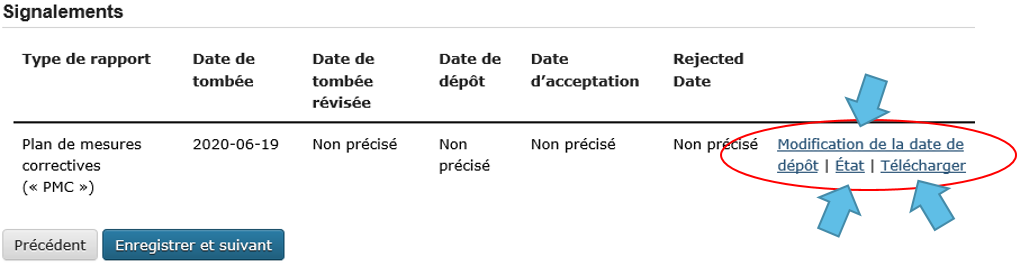 Signalements
Type de rapport
Date de
tombée
Date de
tombée
révisée
Date de
dépôt
Date
d’acceptation
Rejected
Date
Plan de mesures
correctives
(« PMC »)
2020-06-19
Non précisé
Non
précisé
Non précisé
Non précisé
Modification de la date de
dépôt | État | Télécharger
Précédent
Enregistrer et suivant